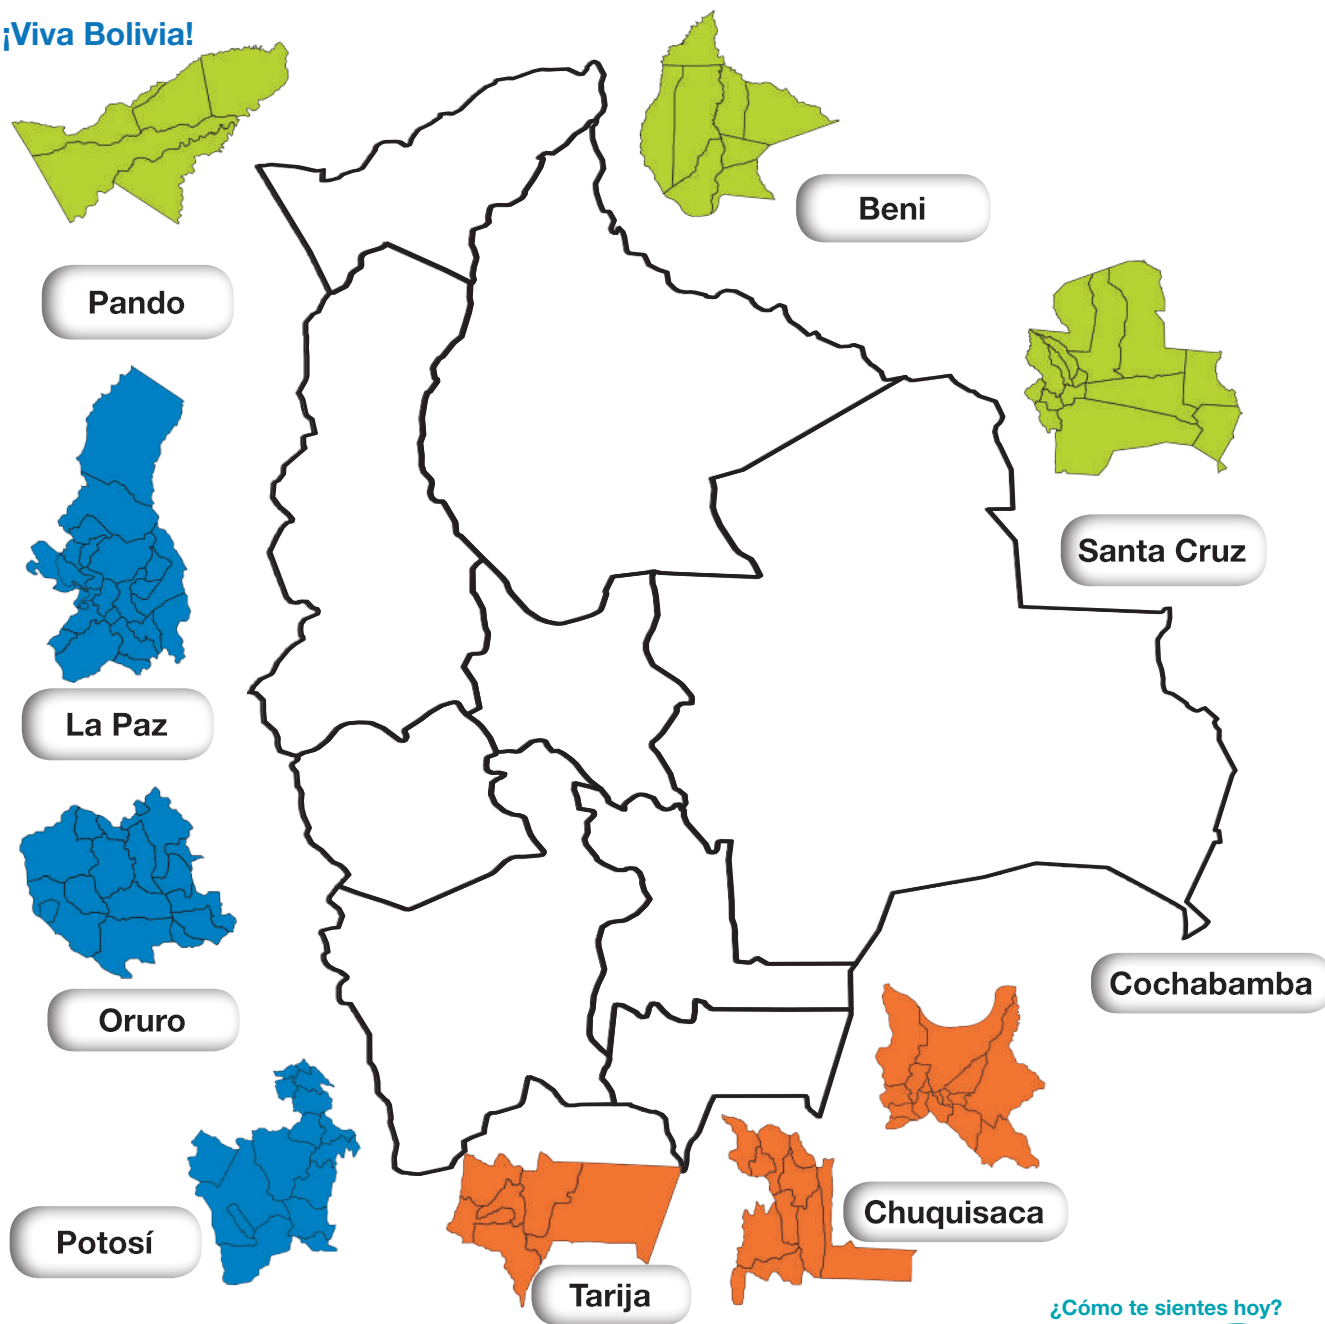 ¡Viva Bolivia!
Beni
Pando
Santa Cruz
La Paz
Cochabamba
Oruro
Chuquisaca
Potosí
Tarija
¿Cómo te sientes hoy?